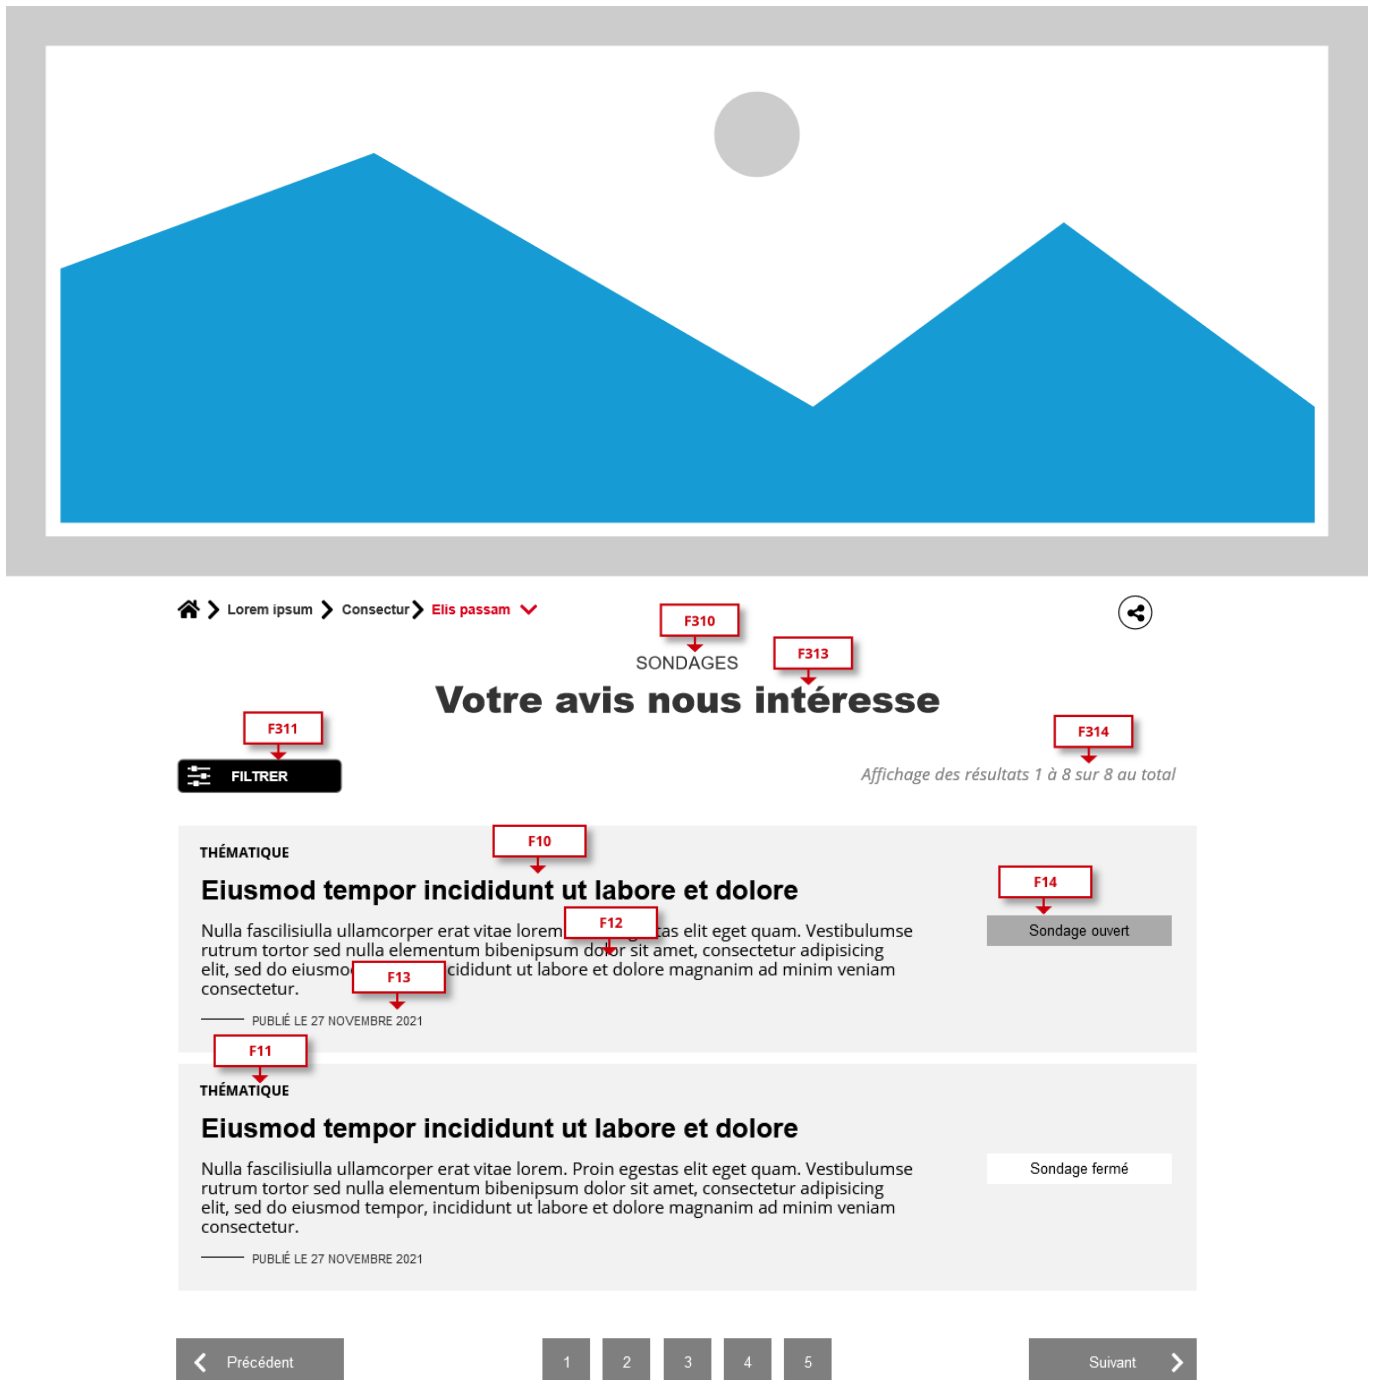 Lorem ipsum Consectur Elis passam
F310
SONDAGES
F313
Votre avis nous intéresse
F311
F314
FILTRER
Affichage des résultats 1 à 8 sur 8 au total
THÉMATIQUE
F10
Eiusmod tempor incididunt ut labore et dolore
F14
F12
Nulla fascilisiulla ullamcorper erat vitae lorem elit eget quam. Vestibulumse
Sondage ouvert
rutrum tortor sed nulla elementum bibenipsum dolor sit amet, consectetur adipisicing
elit, sed do ut labore et dolore magnanim ad minim veniam
F13
consectetur.
PUBLIÉ LE 27 NOVEMBRE 2021
F11
THÉMATIQUE
Eiusmod tempor incididunt ut labore et dolore
Nulla fascilisiulla ullamcorper erat vitae lorem. Proin egestas elit eget quam. Vestibulumse
Sondage fermé
rutrum tortor sed nulla elementum bibenipsum dolor sit amet, consectetur adipisicing
elit, sed do eiusmod tempor, incididunt ut labore et dolore magnanim ad minim veniam
consectetur.
PUBLIÉ LE 27 NOVEMBRE 2021
Précédent 1 2 3 4 5 Suivant